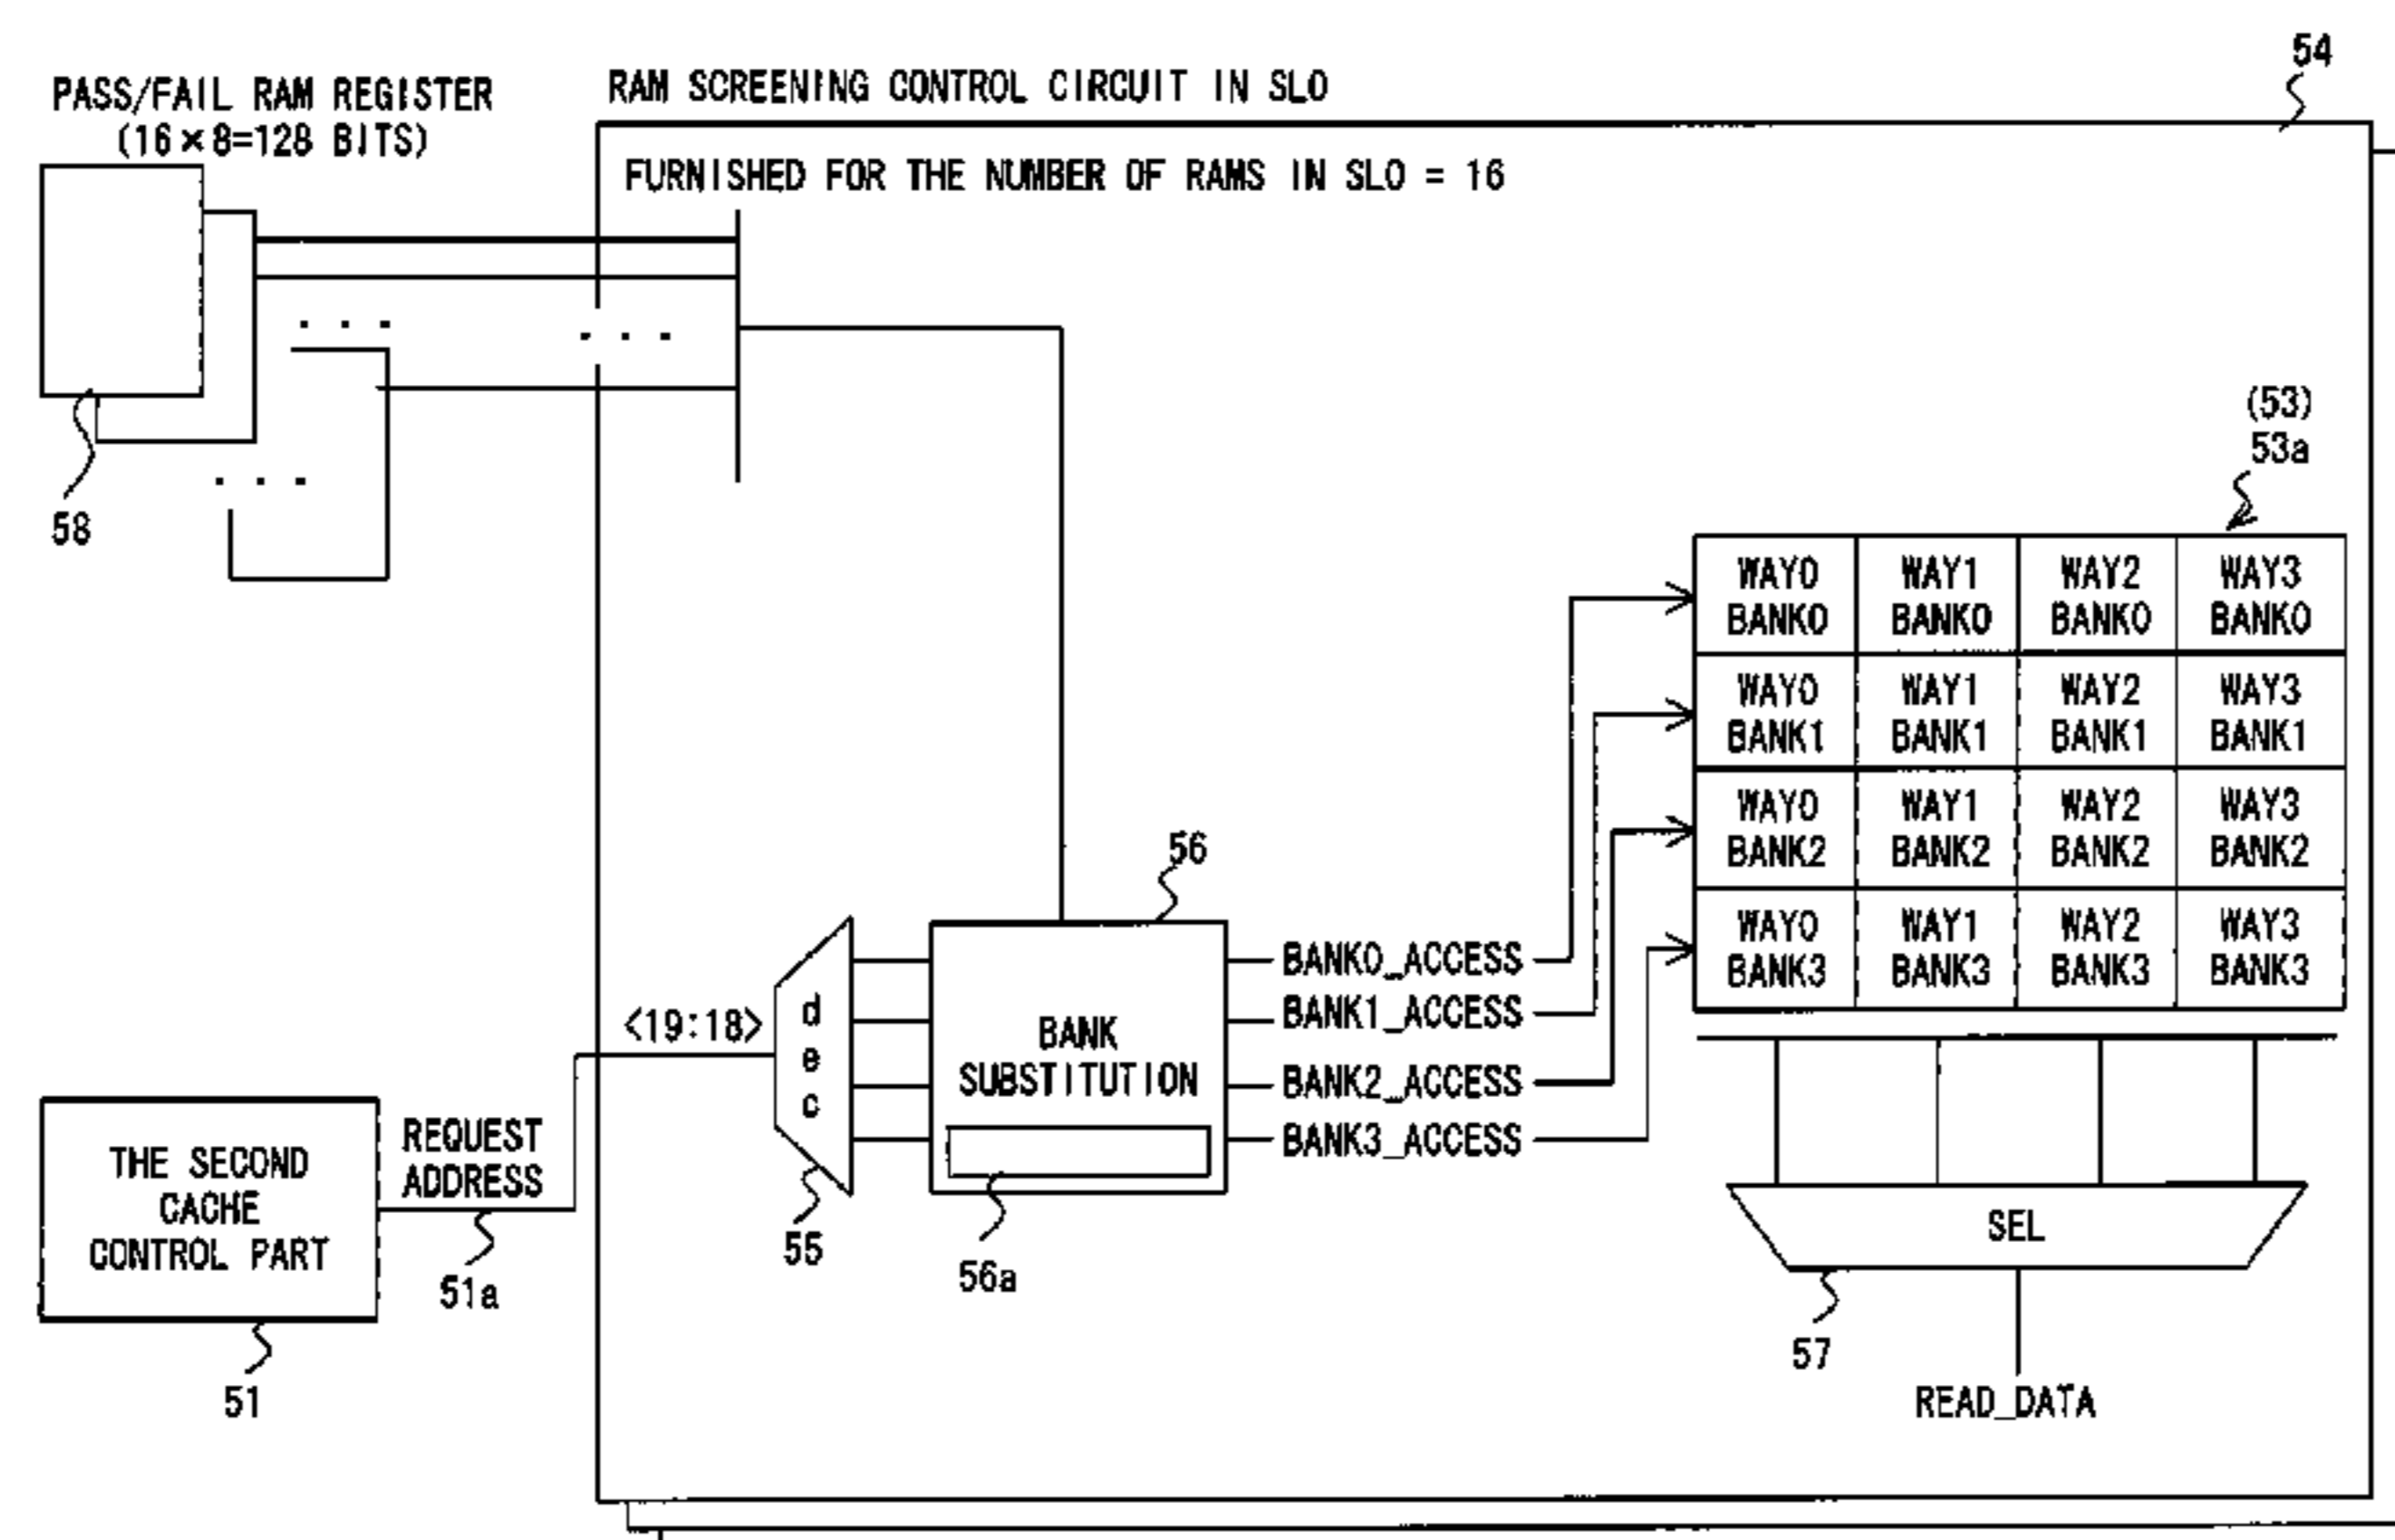 54
PASS/FAIL RAM REGISTER
(16×8=128 BITS)
RAM SCREENING CONTROL CIRCUIT IN SLO
FURNISHED FOR THE NUMBER OF RAMS IN SLO = 16
. . .
. . .
. . .
58
(53)
53a
WAY0 BANK0
WAY1 BANK0
WAY2 BANK0
WAY3 BANK0
WAY0 BANK1
WAY1 BANK1
WAY2 BANK1
WAY3 BANK1
WAY0 BANK2
WAY1 BANK2
WAY2 BANK2
WAY3 BANK2
WAY0 BANK3
WAY1 BANK3
WAY2 BANK3
WAY3 BANK3
56
<19:18>
dec
55
BANK
SUBSTITUTION
56a
BANK0_ACCESS
BANK1_ACCESS
BANK2_ACCESS
BANK3_ACCESS
THE SECOND
CACHE
CONTROL PART
51
REQUEST
ADDRESS
51a
SEL
57
READ_DATA